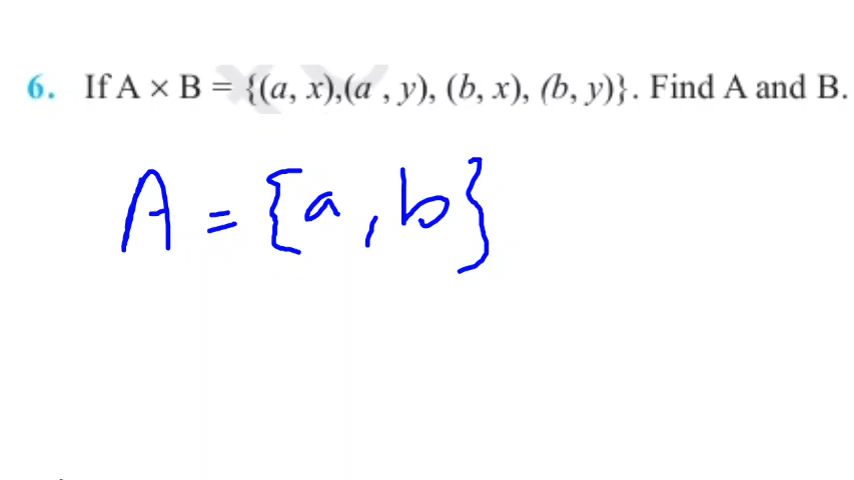 6. If A × B = {(a, x),(a , y), (b, x), (b, y)}. Find A and B.
A = {a, b}